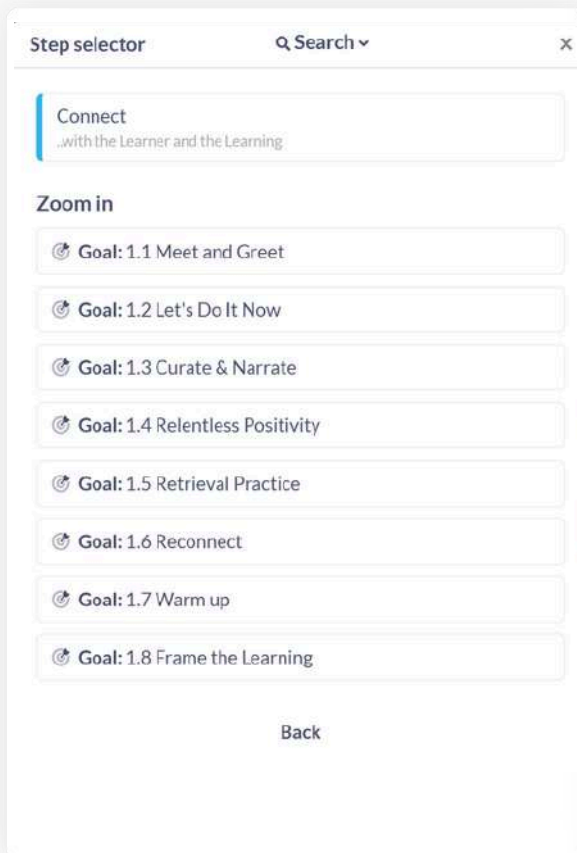 Step selector Search x
Connect
..with the Learner and the Learning
Zoom in
Goal: 1.1 Meet and Greet
Goal: 1.2 Let's Do It Now
Goal: 1.3 Curate & Narrate
Goal: 1.4 Relentless Positivity
Goal: 1.5 Retrieval Practice
Goal: 1.6 Reconnect
Goal: 1.7 Warm up
Goal: 1.8 Frame the Learning
Back